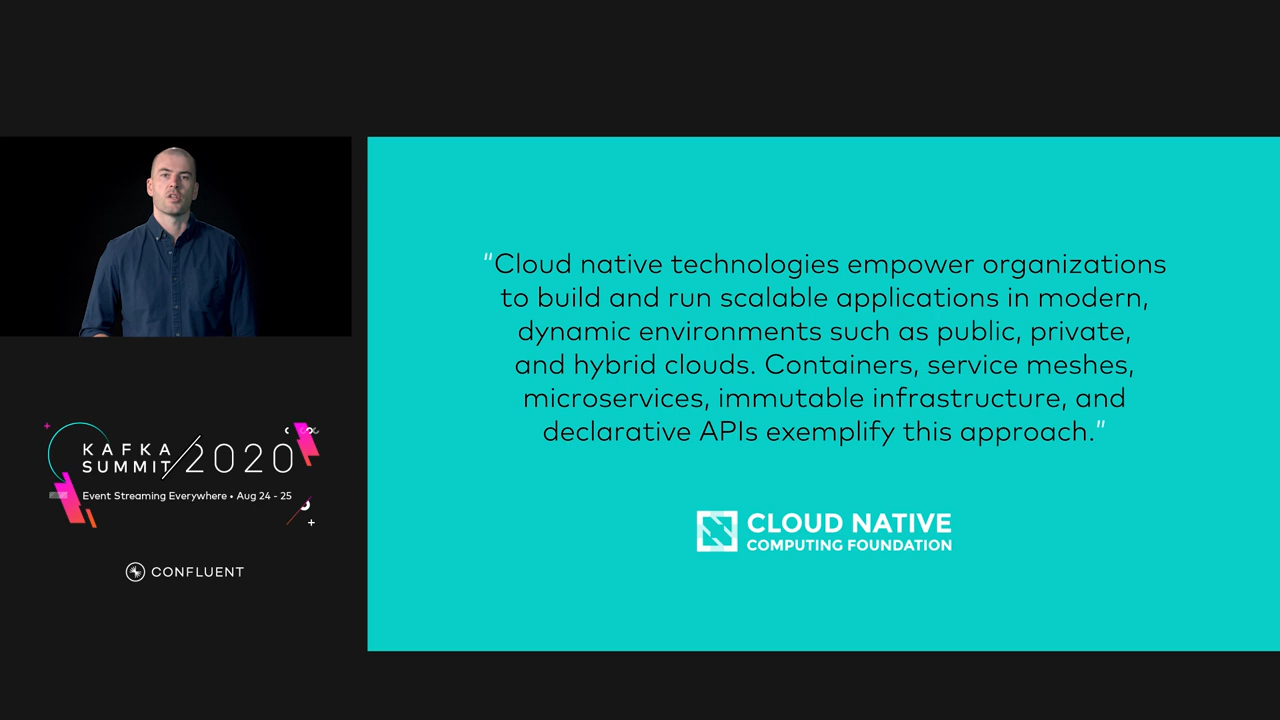 KAFKA
SUMMIT
2020
Event Streaming Everywhere • Aug 24 - 25
CONFLUENT
"Cloud native technologies empower organizations
to build and run scalable applications in modern,
dynamic environments such as public, private,
and hybrid clouds. Containers, service meshes,
microservices, immutable infrastructure, and
declarative APIs exemplify this approach."
CLOUD NATIVE
COMPUTING FOUNDATION